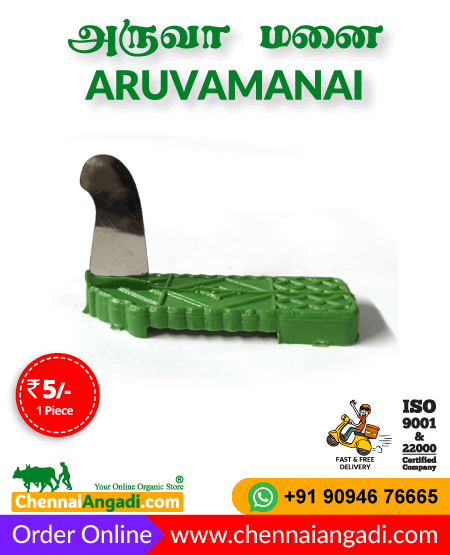 அருவா மனை
ARUVAMANAI
₹5/-
1 Piece
FAST & FREE
DELIVERY
ISO
9001
&
22000
Certified
Company
Your Online Organic Store ®
ChennaiAngadi.com
+91 90946 76665
Order Online www.chennaiangadi.com